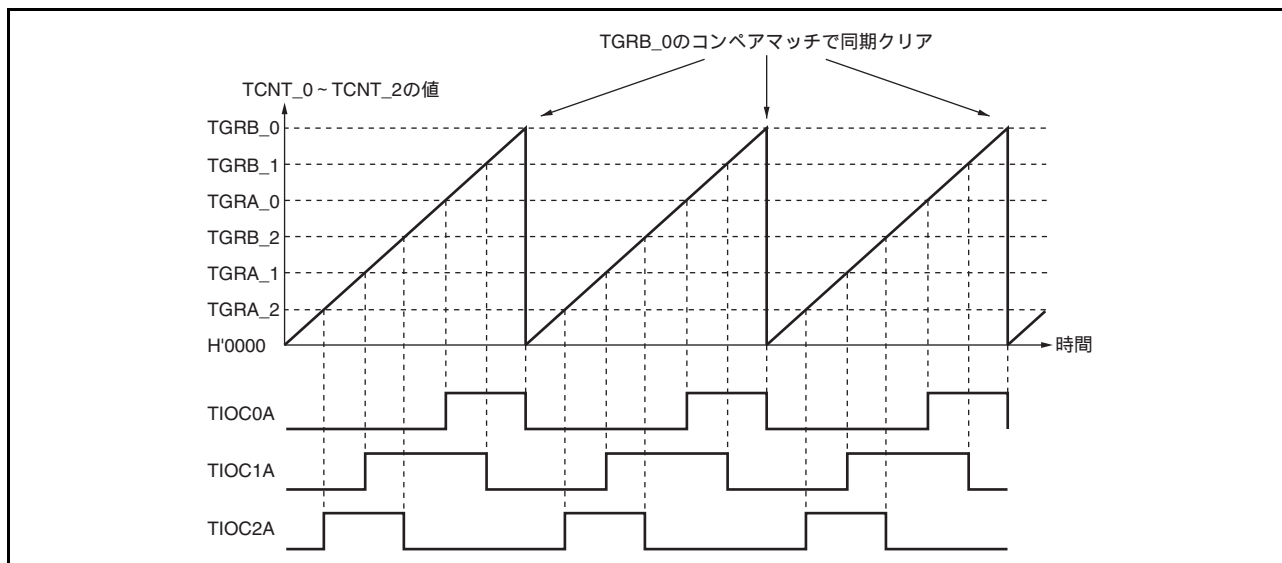 TGRB_0のコンペアマッチで同期クリア
TCNT_0~TCNT_2の値
TGRB_0
TGRB_1
TGRA_0
TGRB_2
TGRA_1
TGRA_2
H'0000
時間
TIOC0A
TIOC1A
TIOC2A